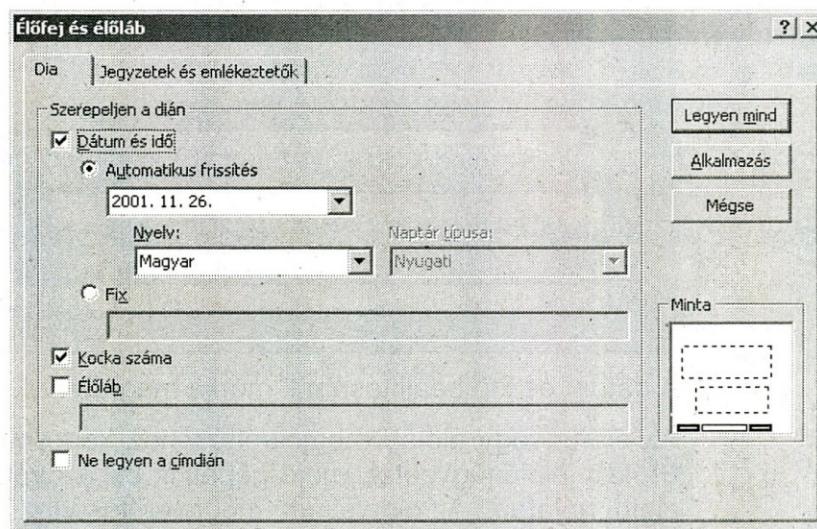 Élőfej és élőláb
Dia
Jegyzetek és emlékeztetők
Szerepeljen a dián
Dátum és idő
Automatikus frissítés
2001. 11. 26.
Nyelv:
Naptár típusa:
Magyar
Nyugati
Fix
Kocka száma
Élőláb
Ne legyen a címdián
Legyen mind
Alkalmazás
Mégse
Minta